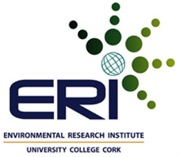 ERI
ENVIRONMENTAL RESEARCH INSTITUTE
UNIVERSITY COLLEGE CORK